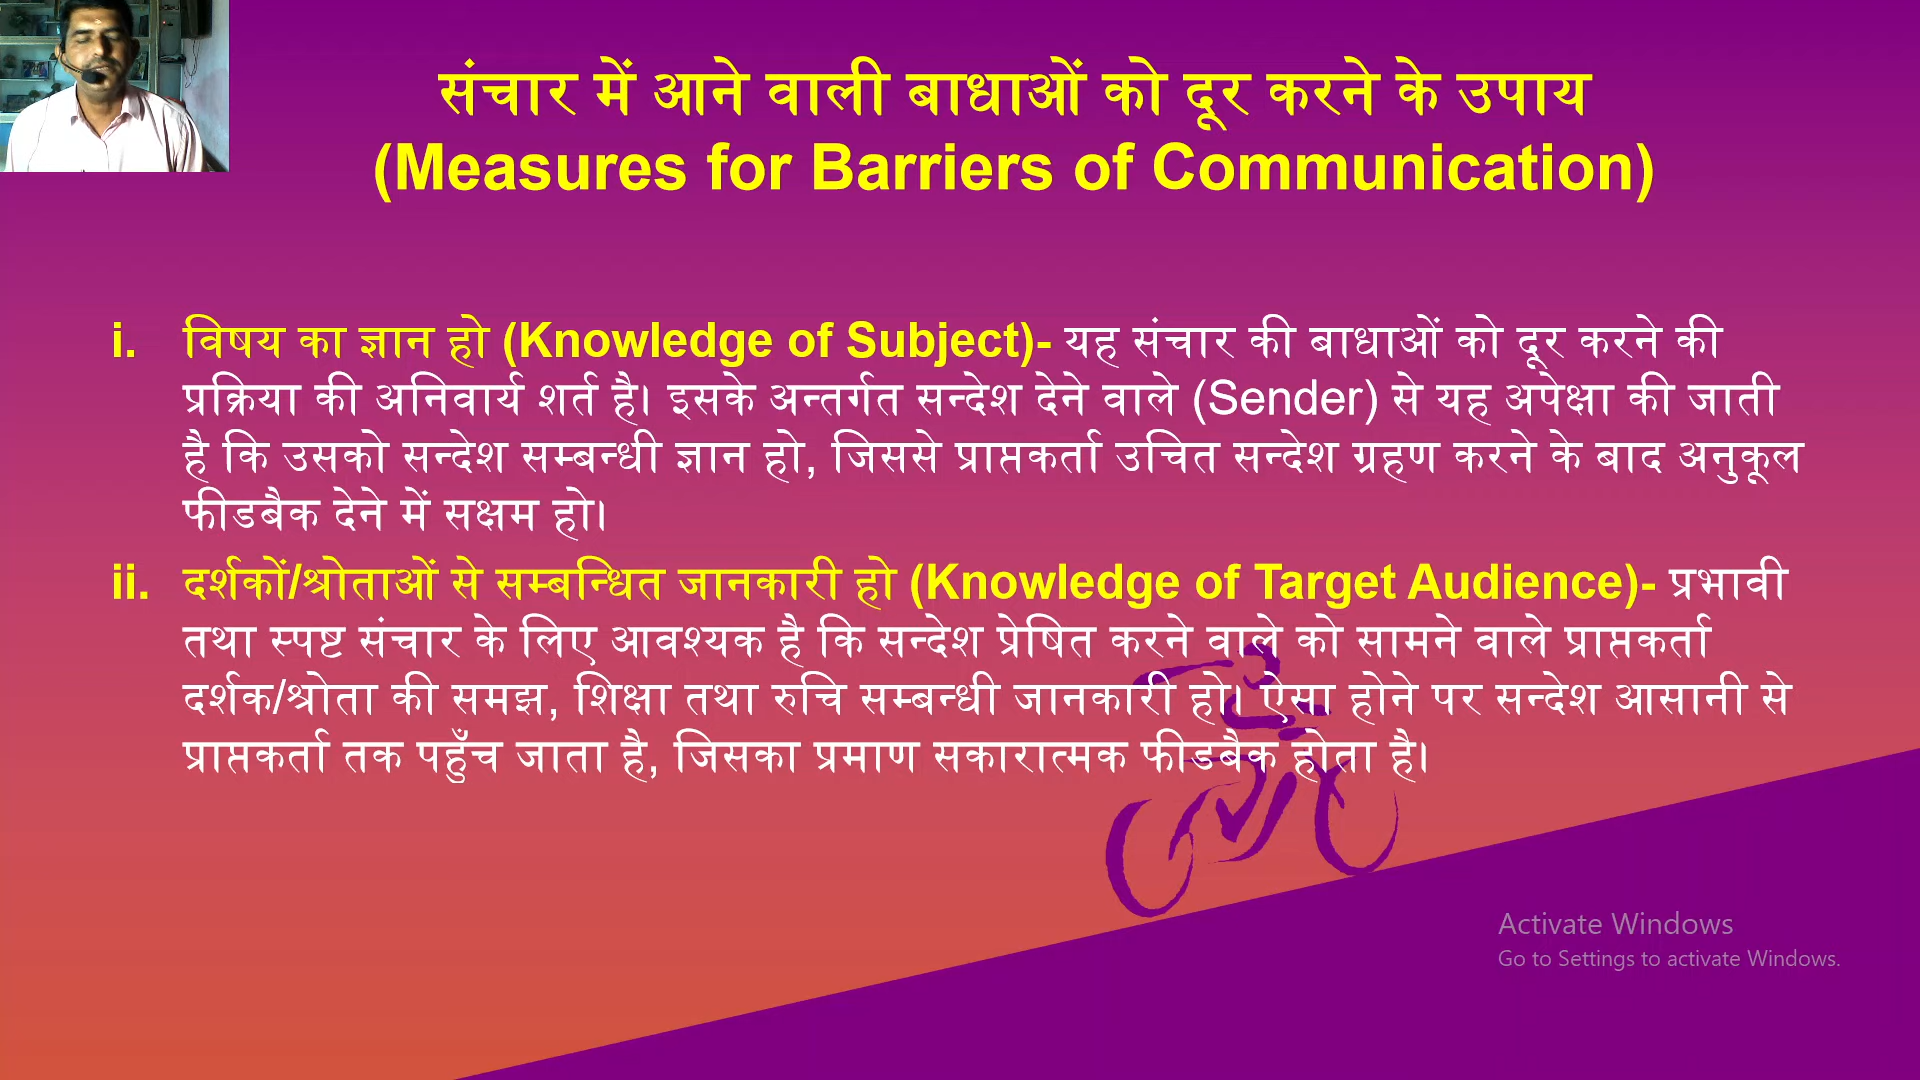 संचार में आने वाली बाधाओं को दूर करने के उपाय
(Measures for Barriers of Communication)
i. विषय का ज्ञान हो (Knowledge of Subject)- यह संचार की बाधाओं को दूर करने की
प्रक्रिया की अनिवार्य शर्त है। इसके अन्तर्गत सन्देश देने वाले (Sender) से यह अपेक्षा की जाती
है कि उसको सन्देश सम्बन्धी ज्ञान हो, जिससे प्राप्तकर्ता उचित सन्देश ग्रहण करने के बाद अनुकूल
फीडबैक देने में सक्षम हो।
ii. दर्शकों/श्रोताओं से सम्बन्धित जानकारी हो (Knowledge of Target Audience)- प्रभावी
तथा स्पष्ट संचार के लिए आवश्यक है कि सन्देश प्रेषित करने वाले को सामने वाले प्राप्तकर्ता
दर्शक/श्रोता की समझ, शिक्षा तथा रुचि सम्बन्धी जानकारी हो। ऐसा होने पर सन्देश आसानी से
प्राप्तकर्ता तक पहुँच जाता है, जिसका प्रमाण सकारात्मक फीडबैक होता है।
Activate Windows
Go to Settings to activate Windows.